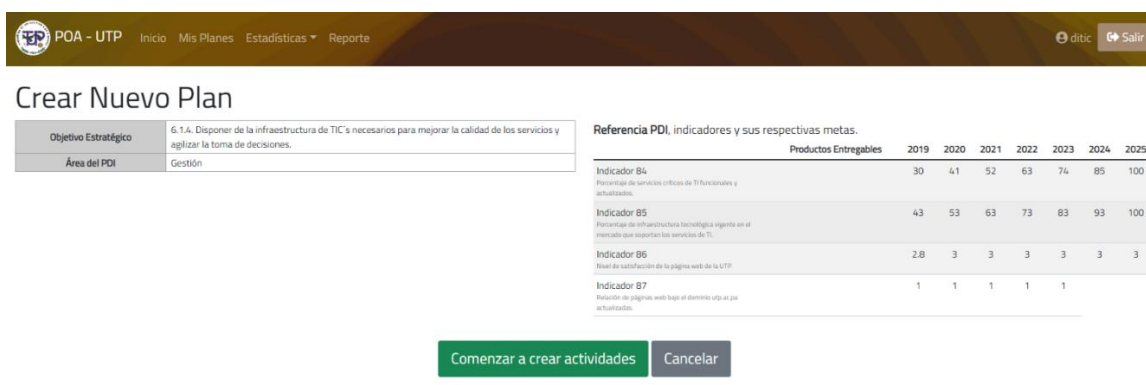 POA - UTP Inicio Mis Planes Estadísticas Reporte ditic Salir
Crear Nuevo Plan
Objetivo Estratégico
6.1.4. Disponer de la infraestructura de TIC´s necesarios para mejorar la calidad de los servicios y
agilizar la toma de decisiones.
Área del PDI Gestión
Referencia PDI, indicadores y sus respectivas metas.
Productos Entregables 2019 2020 2021 2022 2023 2024 2025
Indicador 84 30 41 52 63 74 85 100
Porcentaje de servicios críticos de TI funcionales y
actualizados.
Indicador 85 43 53 63 73 83 93 100
Porcentaje de infraestructura tecnológica vigente en el
mercado que soportan los servicios de TI.
Indicador 86 2.8 3 3 3 3 3 3
Nivel de satisfacción de la página web de la UTP
Indicador 87 1 1 1 1 1
Relación de páginas web bajo el dominio utp.ac.pa
actualizadas.
Comenzar a crear actividades Cancelar